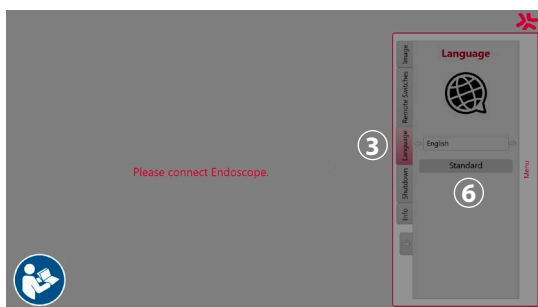 Image
Remote Switches
Language
Shutdown
Info
Language
English
Standard
Menu
Please connect Endoscope.
3
6